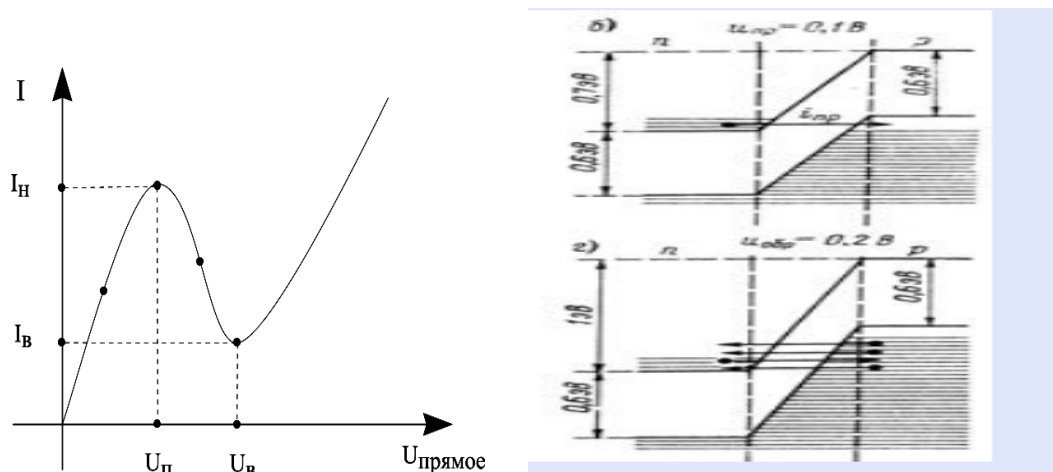 I
I_Н
I_В
U_П
U_В
U_прямое
б)
n
u_пр = 0,1 В
p
0,7эВ
0,6эВ
i_пр
0,6эВ
г)
n
u_обр = 0,2 В
p
1эВ
0,6эВ
0,6эВ